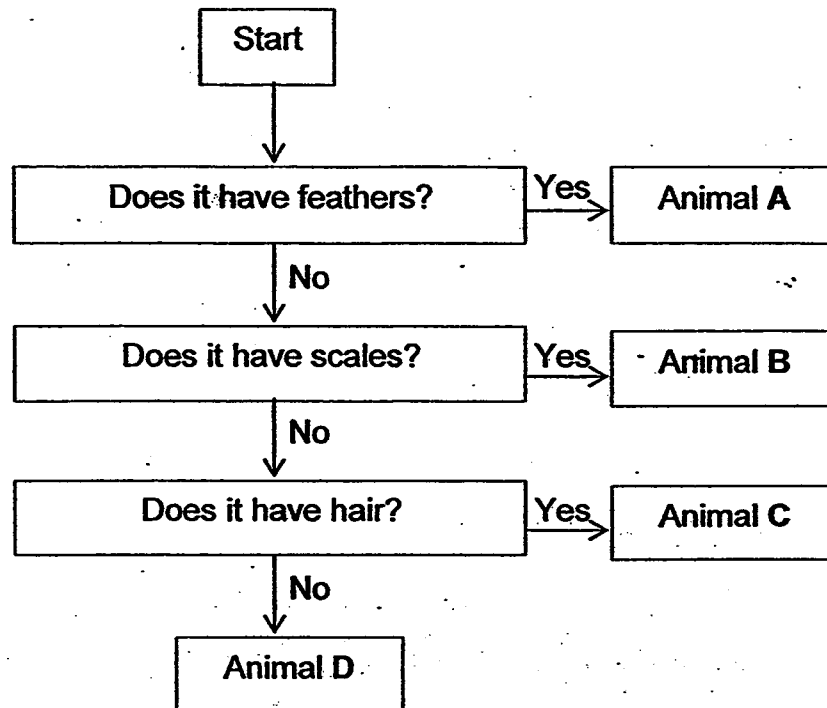 Start
Does it have feathers?
Yes
Animal A
No
Does it have scales?
Yes
Animal B
No
Does it have hair?
Yes
Animal C
No
Animal D